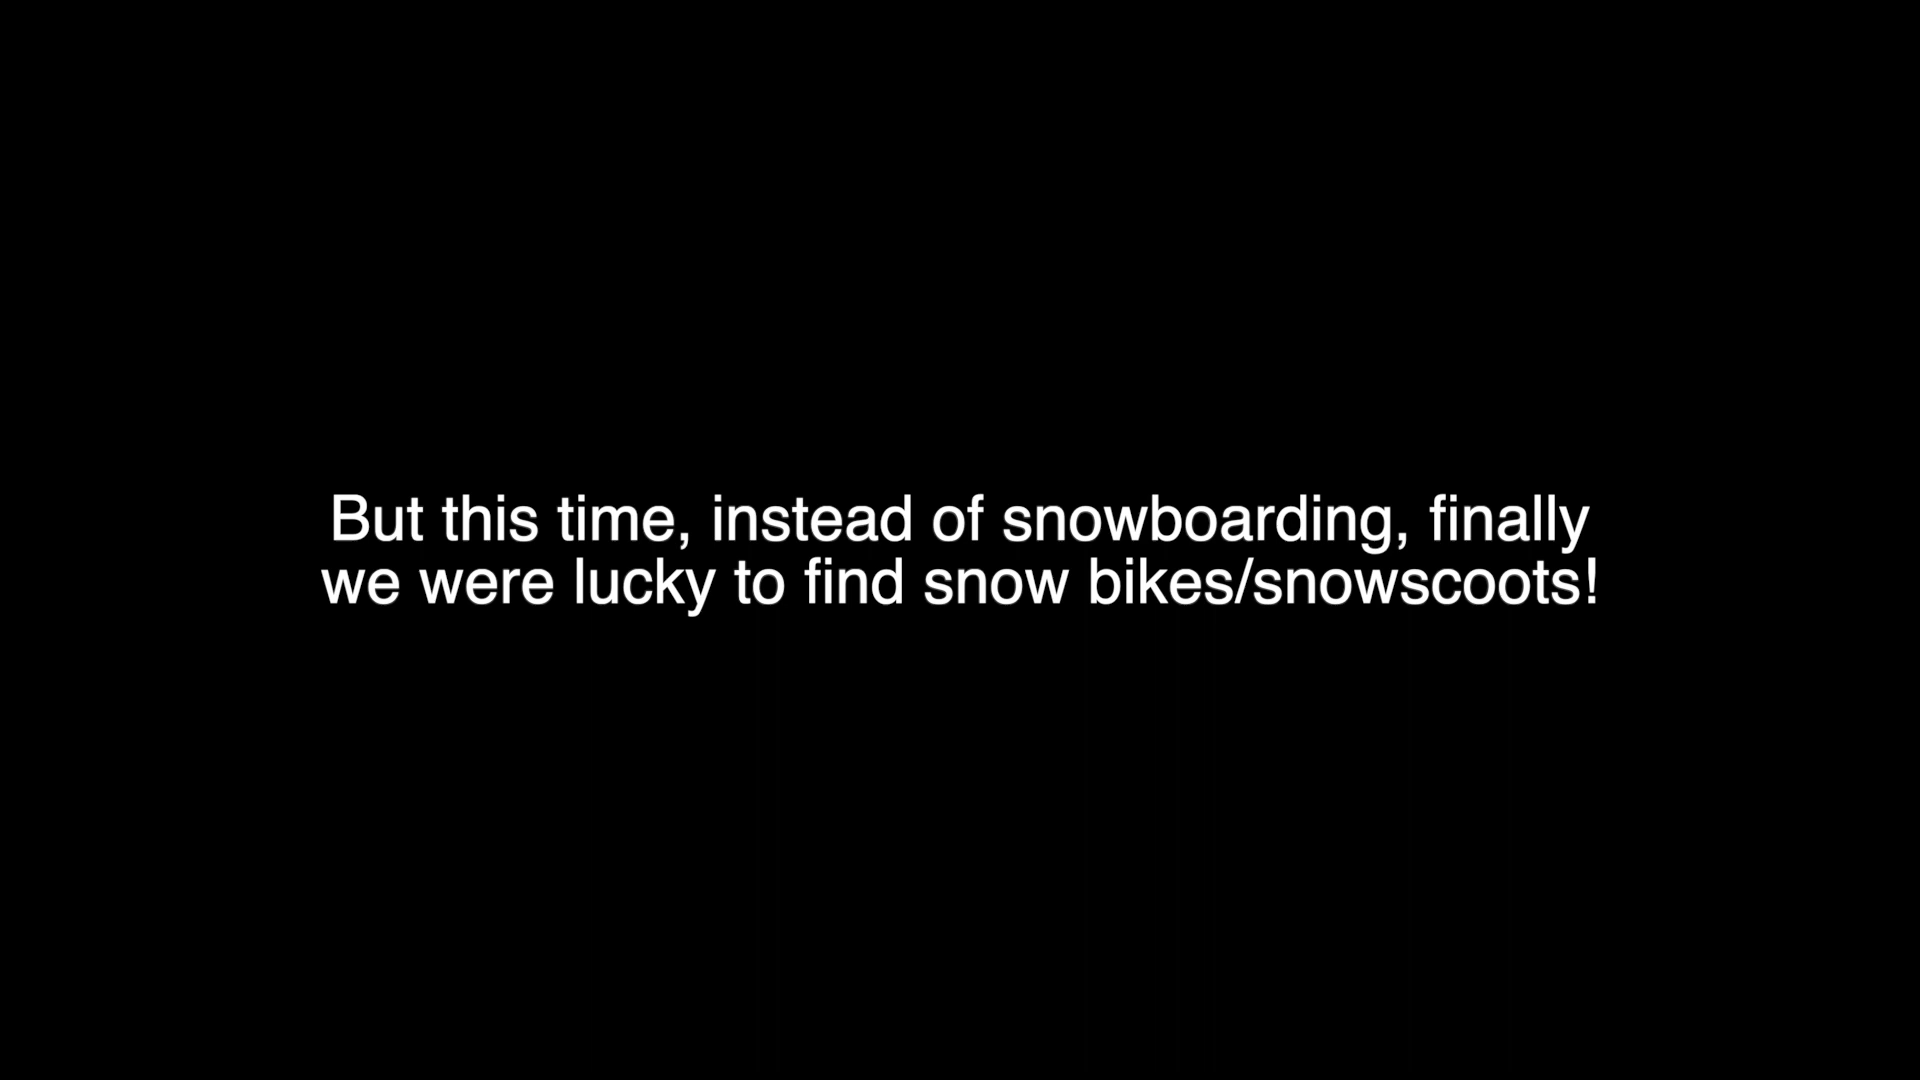 But this time, instead of snowboarding, finally
we were lucky to find snow bikes/snowscoots!